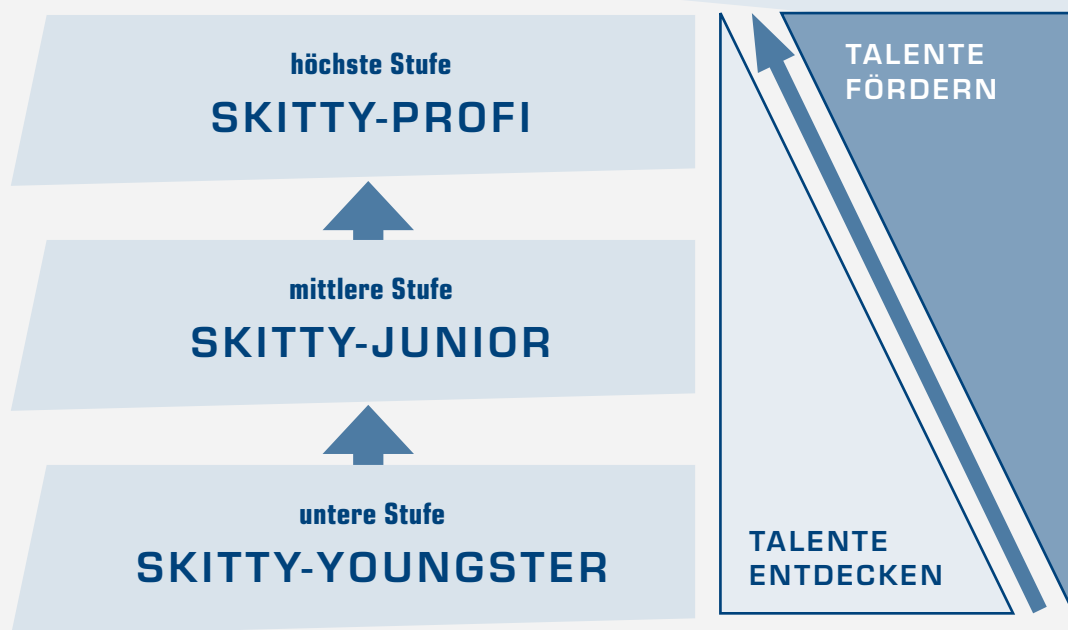 höchste Stufe
SKITTY-PROFI
mittlere Stufe
SKITTY-JUNIOR
untere Stufe
SKITTY-YOUNGSTER
TALENTE
FÖRDERN
TALENTE
ENTDECKEN